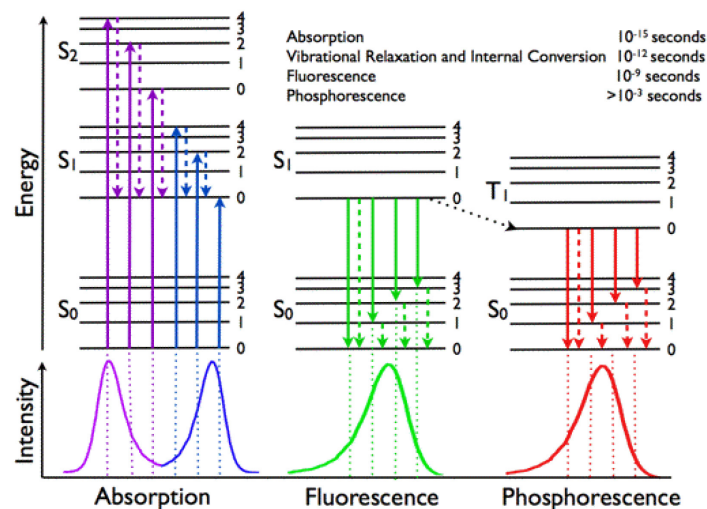 Absorption 10⁻¹⁵ seconds
Vibrational Relaxation and Internal Conversion 10⁻¹² seconds
Fluorescence 10⁻⁹ seconds
Phosphorescence >10⁻³ seconds
Energy
S₂
4
3
2
1
0
S₁
4
3
2
1
0
S₀
4
3
2
1
0
S₁
4
3
2
1
0
S₀
4
3
2
1
0
T₁
4
3
2
1
0
S₀
4
3
2
1
0
Intensity
Absorption
Fluorescence
Phosphorescence